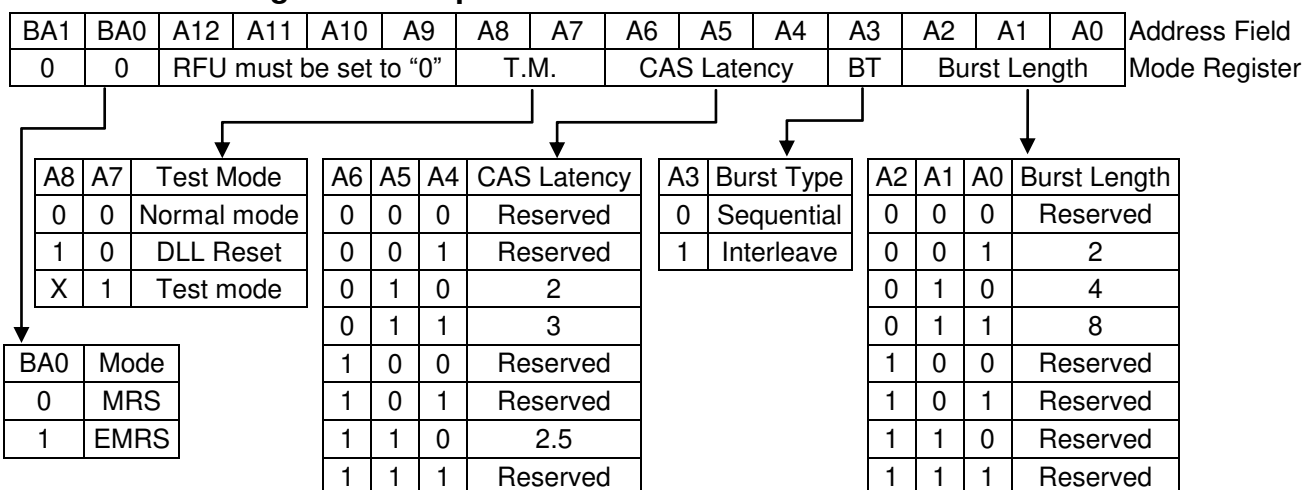 BA1 BA0 A12 A11 A10 A9 A8 A7 A6 A5 A4 A3 A2 A1 A0 Address Field
0 0 RFU must be set to “0” T.M. CAS Latency BT Burst Length Mode Register
A8 A7 Test Mode
0 0 Normal mode
1 0 DLL Reset
X 1 Test mode
BA0 Mode
0 MRS
1 EMRS
A6 A5 A4 CAS Latency
0 0 0 Reserved
0 0 1 Reserved
0 1 0 2
0 1 1 3
1 0 0 Reserved
1 0 1 Reserved
1 1 0 2.5
1 1 1 Reserved
A3 Burst Type
0 Sequential
1 Interleave
A2 A1 A0 Burst Length
0 0 0 Reserved
0 0 1 2
0 1 0 4
0 1 1 8
1 0 0 Reserved
1 0 1 Reserved
1 1 0 Reserved
1 1 1 Reserved